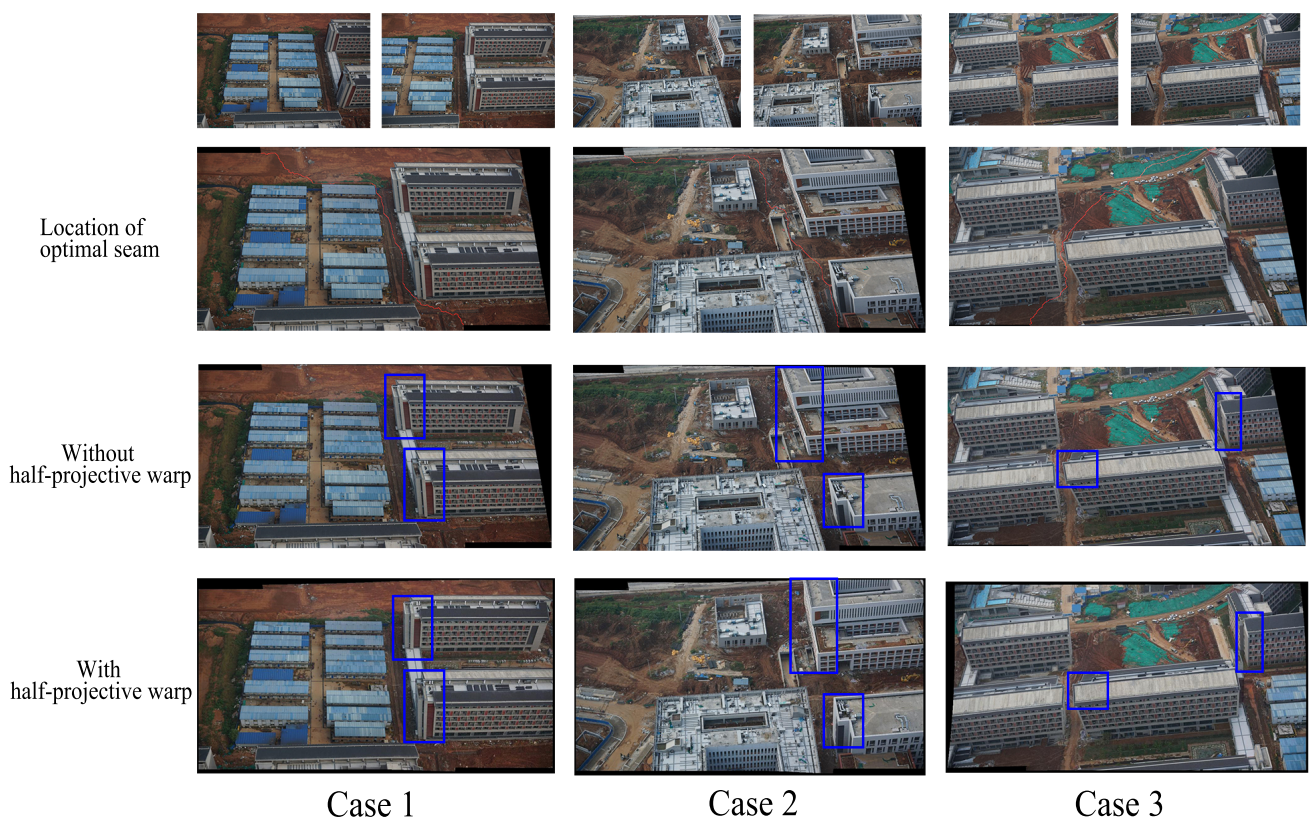 Location of
optimal seam
Without
half-projective warp
With
half-projective warp
Case 1
Case 2
Case 3